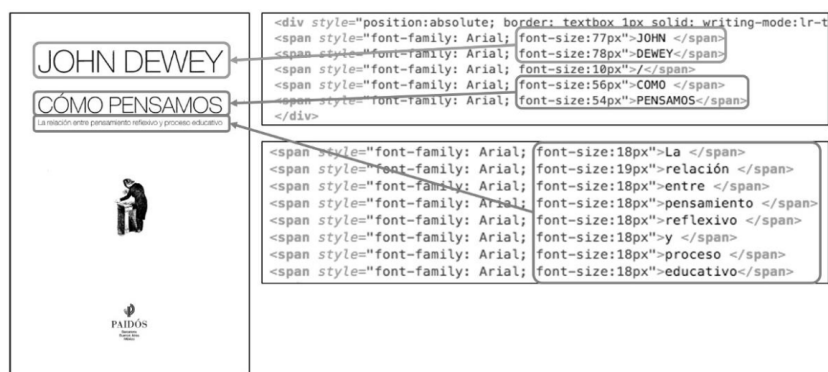 JOHN DEWEY
CÓMO PENSAMOS
La relación entre pensamiento reflexivo y proceso educativo
PAIDÓS
Barcelona
Buenos Aires
México
<div style="position:absolute; border: textbox 1px solid; writing-mode:lr-t
<span style="font-family: Arial; font-size:77px">JOHN </span>
<span style="font-family: Arial; font-size:78px">DEWEY</span>
<span style="font-family: Arial; font-size:10px">/</span>
<span style="font-family: Arial; font-size:56px">COMO </span>
<span style="font-family: Arial; font-size:54px">PENSAMOS</span>
</div>
<span style="font-family: Arial; font-size:18px">La </span>
<span style="font-family: Arial; font-size:19px">relación </span>
<span style="font-family: Arial; font-size:18px">entre </span>
<span style="font-family: Arial; font-size:18px">pensamiento </span>
<span style="font-family: Arial; font-size:18px">reflexivo </span>
<span style="font-family: Arial; font-size:18px">y </span>
<span style="font-family: Arial; font-size:18px">proceso </span>
<span style="font-family: Arial; font-size:18px">educativo</span>